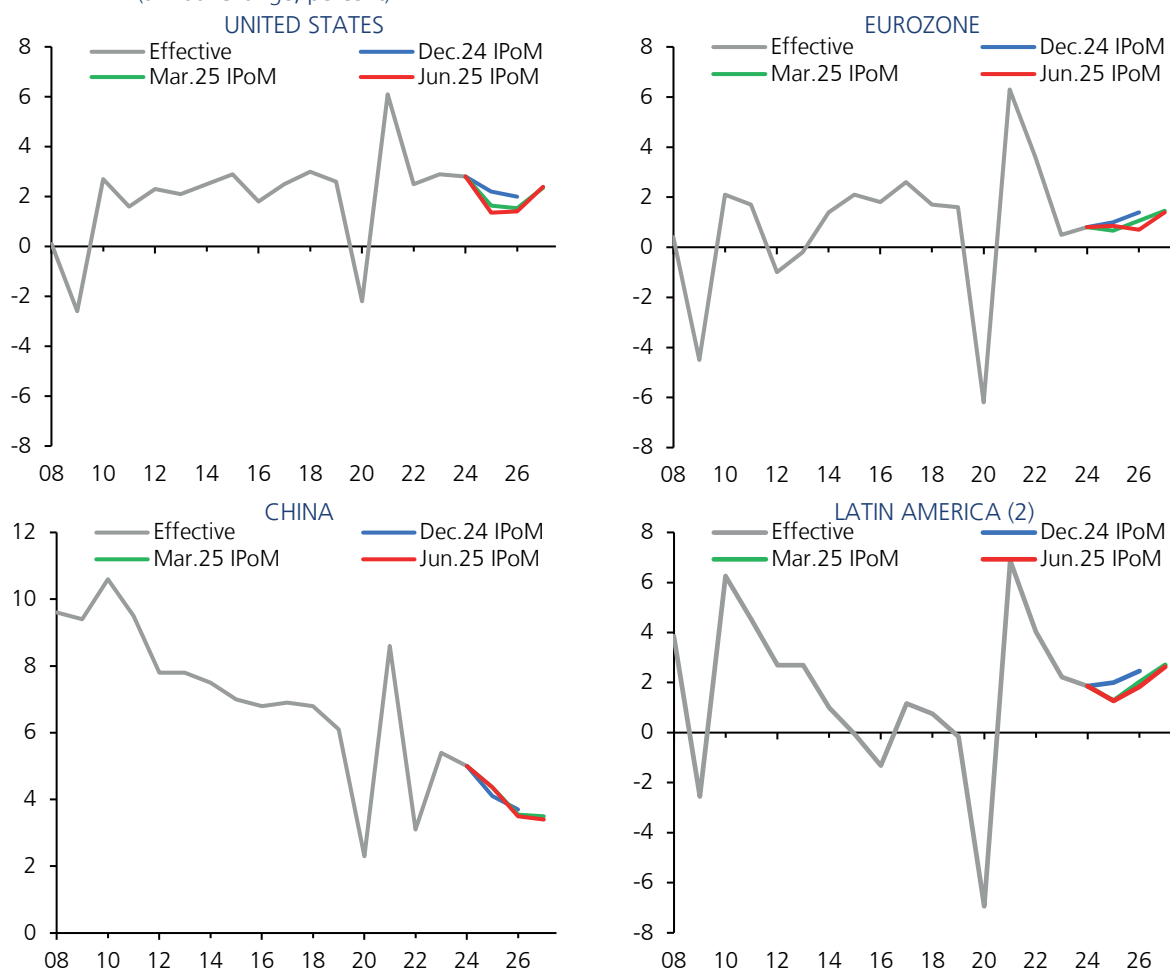 UNITED STATES
Effective
Dec.24 IPoM
Mar.25 IPoM
Jun.25 IPoM
8
6
4
2
0
-2
-4
-6
-8
08 10 12 14 16 18 20 22 24 26
EUROZONE
Effective
Dec.24 IPoM
Mar.25 IPoM
Jun.25 IPoM
8
6
4
2
0
-2
-4
-6
-8
08 10 12 14 16 18 20 22 24 26
CHINA
Effective
Dec.24 IPoM
Mar.25 IPoM
Jun.25 IPoM
12
10
8
6
4
2
0
08 10 12 14 16 18 20 22 24 26
LATIN AMERICA (2)
Effective
Dec.24 IPoM
Mar.25 IPoM
Jun.25 IPoM
8
6
4
2
0
-2
-4
-6
-8
08 10 12 14 16 18 20 22 24 26